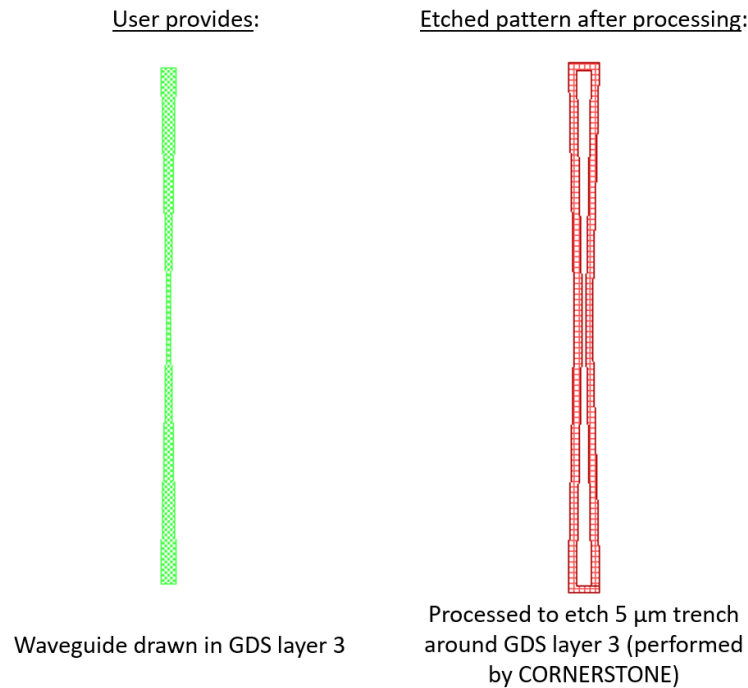 User provides:
Etched pattern after processing:
Waveguide drawn in GDS layer 3
Processed to etch 5 µm trench
around GDS layer 3 (performed
by CORNERSTONE)